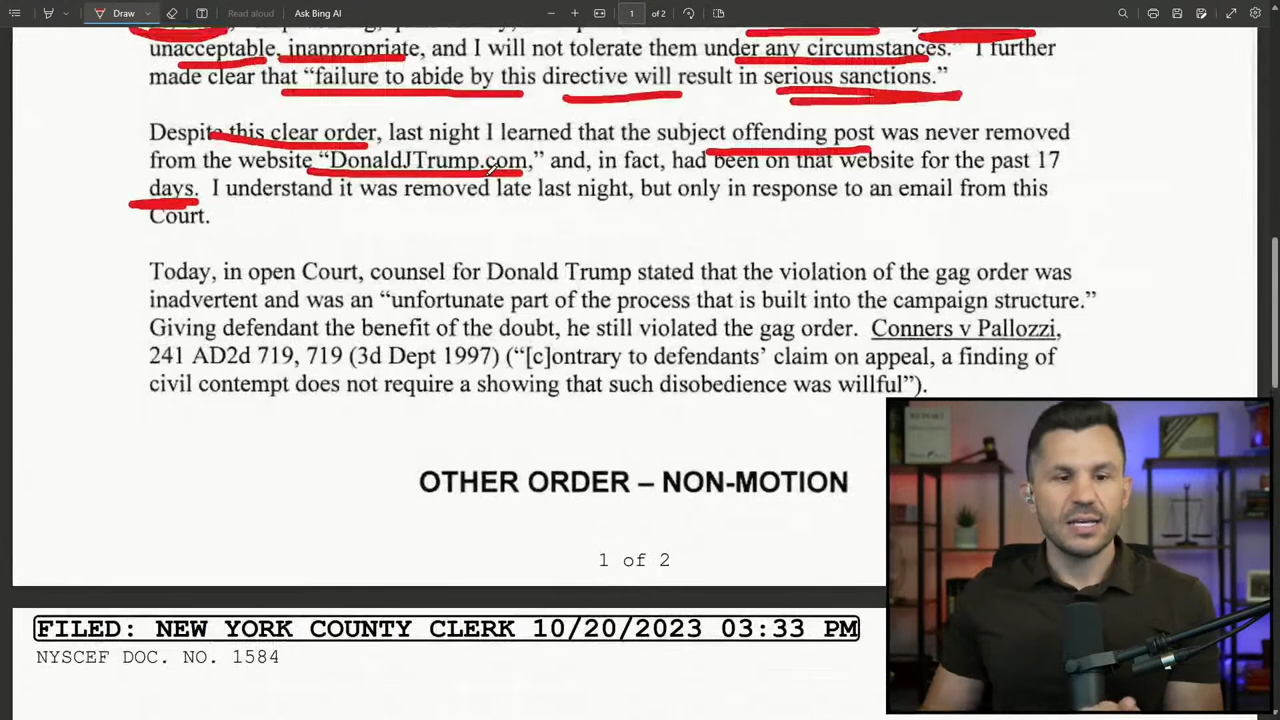 Draw
Read aloud
Ask Bing AI
1
of 2
unacceptable, inappropriate, and I will not tolerate them under any circumstances.” I further
made clear that “failure to abide by this directive will result in serious sanctions.”
Despite this clear order, last night I learned that the subject offending post was never removed
from the website “DonaldJTrump.com,” and, in fact, had been on that website for the past 17
days. I understand it was removed late last night, but only in response to an email from this
Court.
Today, in open Court, counsel for Donald Trump stated that the violation of the gag order was
inadvertent and was an “unfortunate part of the process that is built into the campaign structure.”
Giving defendant the benefit of the doubt, he still violated the gag order. Conners v Pallozzi,
241 AD2d 719, 719 (3d Dept 1997) (“[c]ontrary to defendants’ claim on appeal, a finding of
civil contempt does not require a showing that such disobedience was willful”).
OTHER ORDER – NON-MOTION
1 of 2
FILED: NEW YORK COUNTY CLERK 10/20/2023 03:33 PM
NYSCEF DOC. NO. 1584